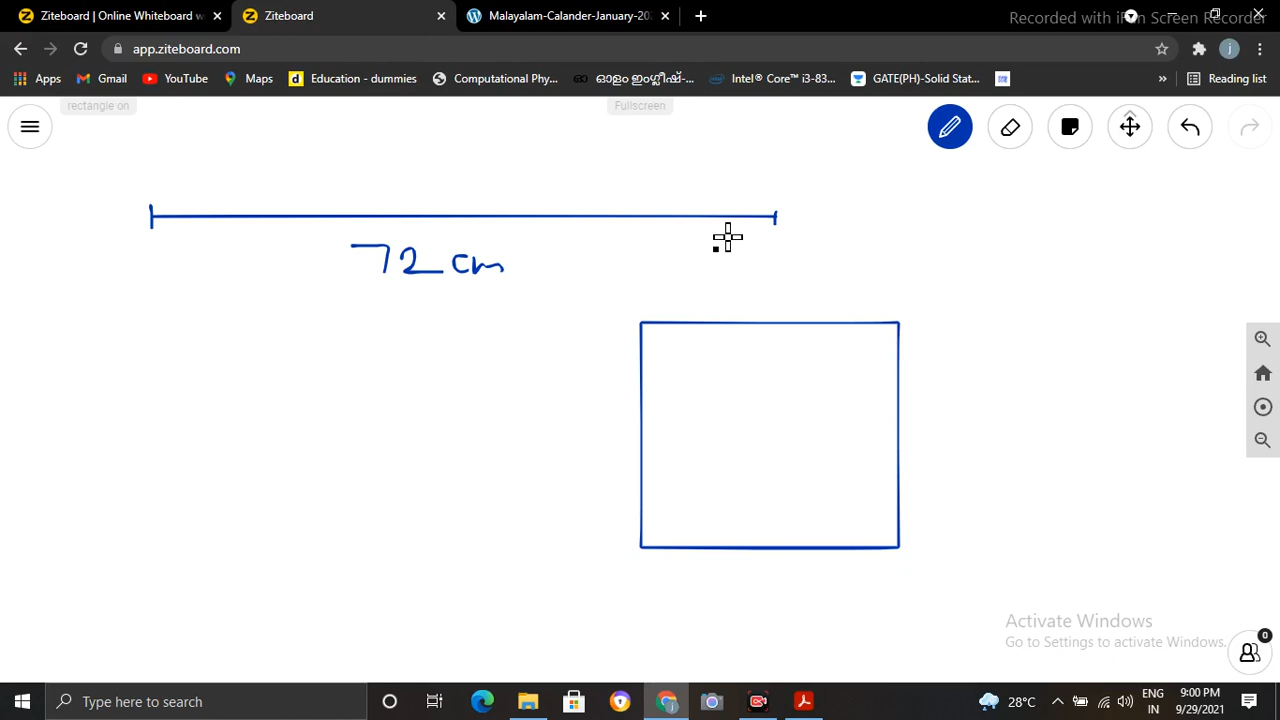 Ziteboard | Online Whiteboard w
Ziteboard
Malayalam-Calander-January-202
Recorded with iFun Screen Recorder
app.ziteboard.com
Apps
Gmail
YouTube
Maps
Education - dummies
Computational Phy...
ഓളം ഇംഗ്ലീഷ്-...
Intel® Core™ i3-83...
GATE(PH)-Solid Stat...
»
Reading list
rectangle on
Fullscreen
72 cm
Activate Windows
Go to Settings to activate Windows.
0
Type here to search
28°C
ENG
IN
9:00 PM
9/29/2021